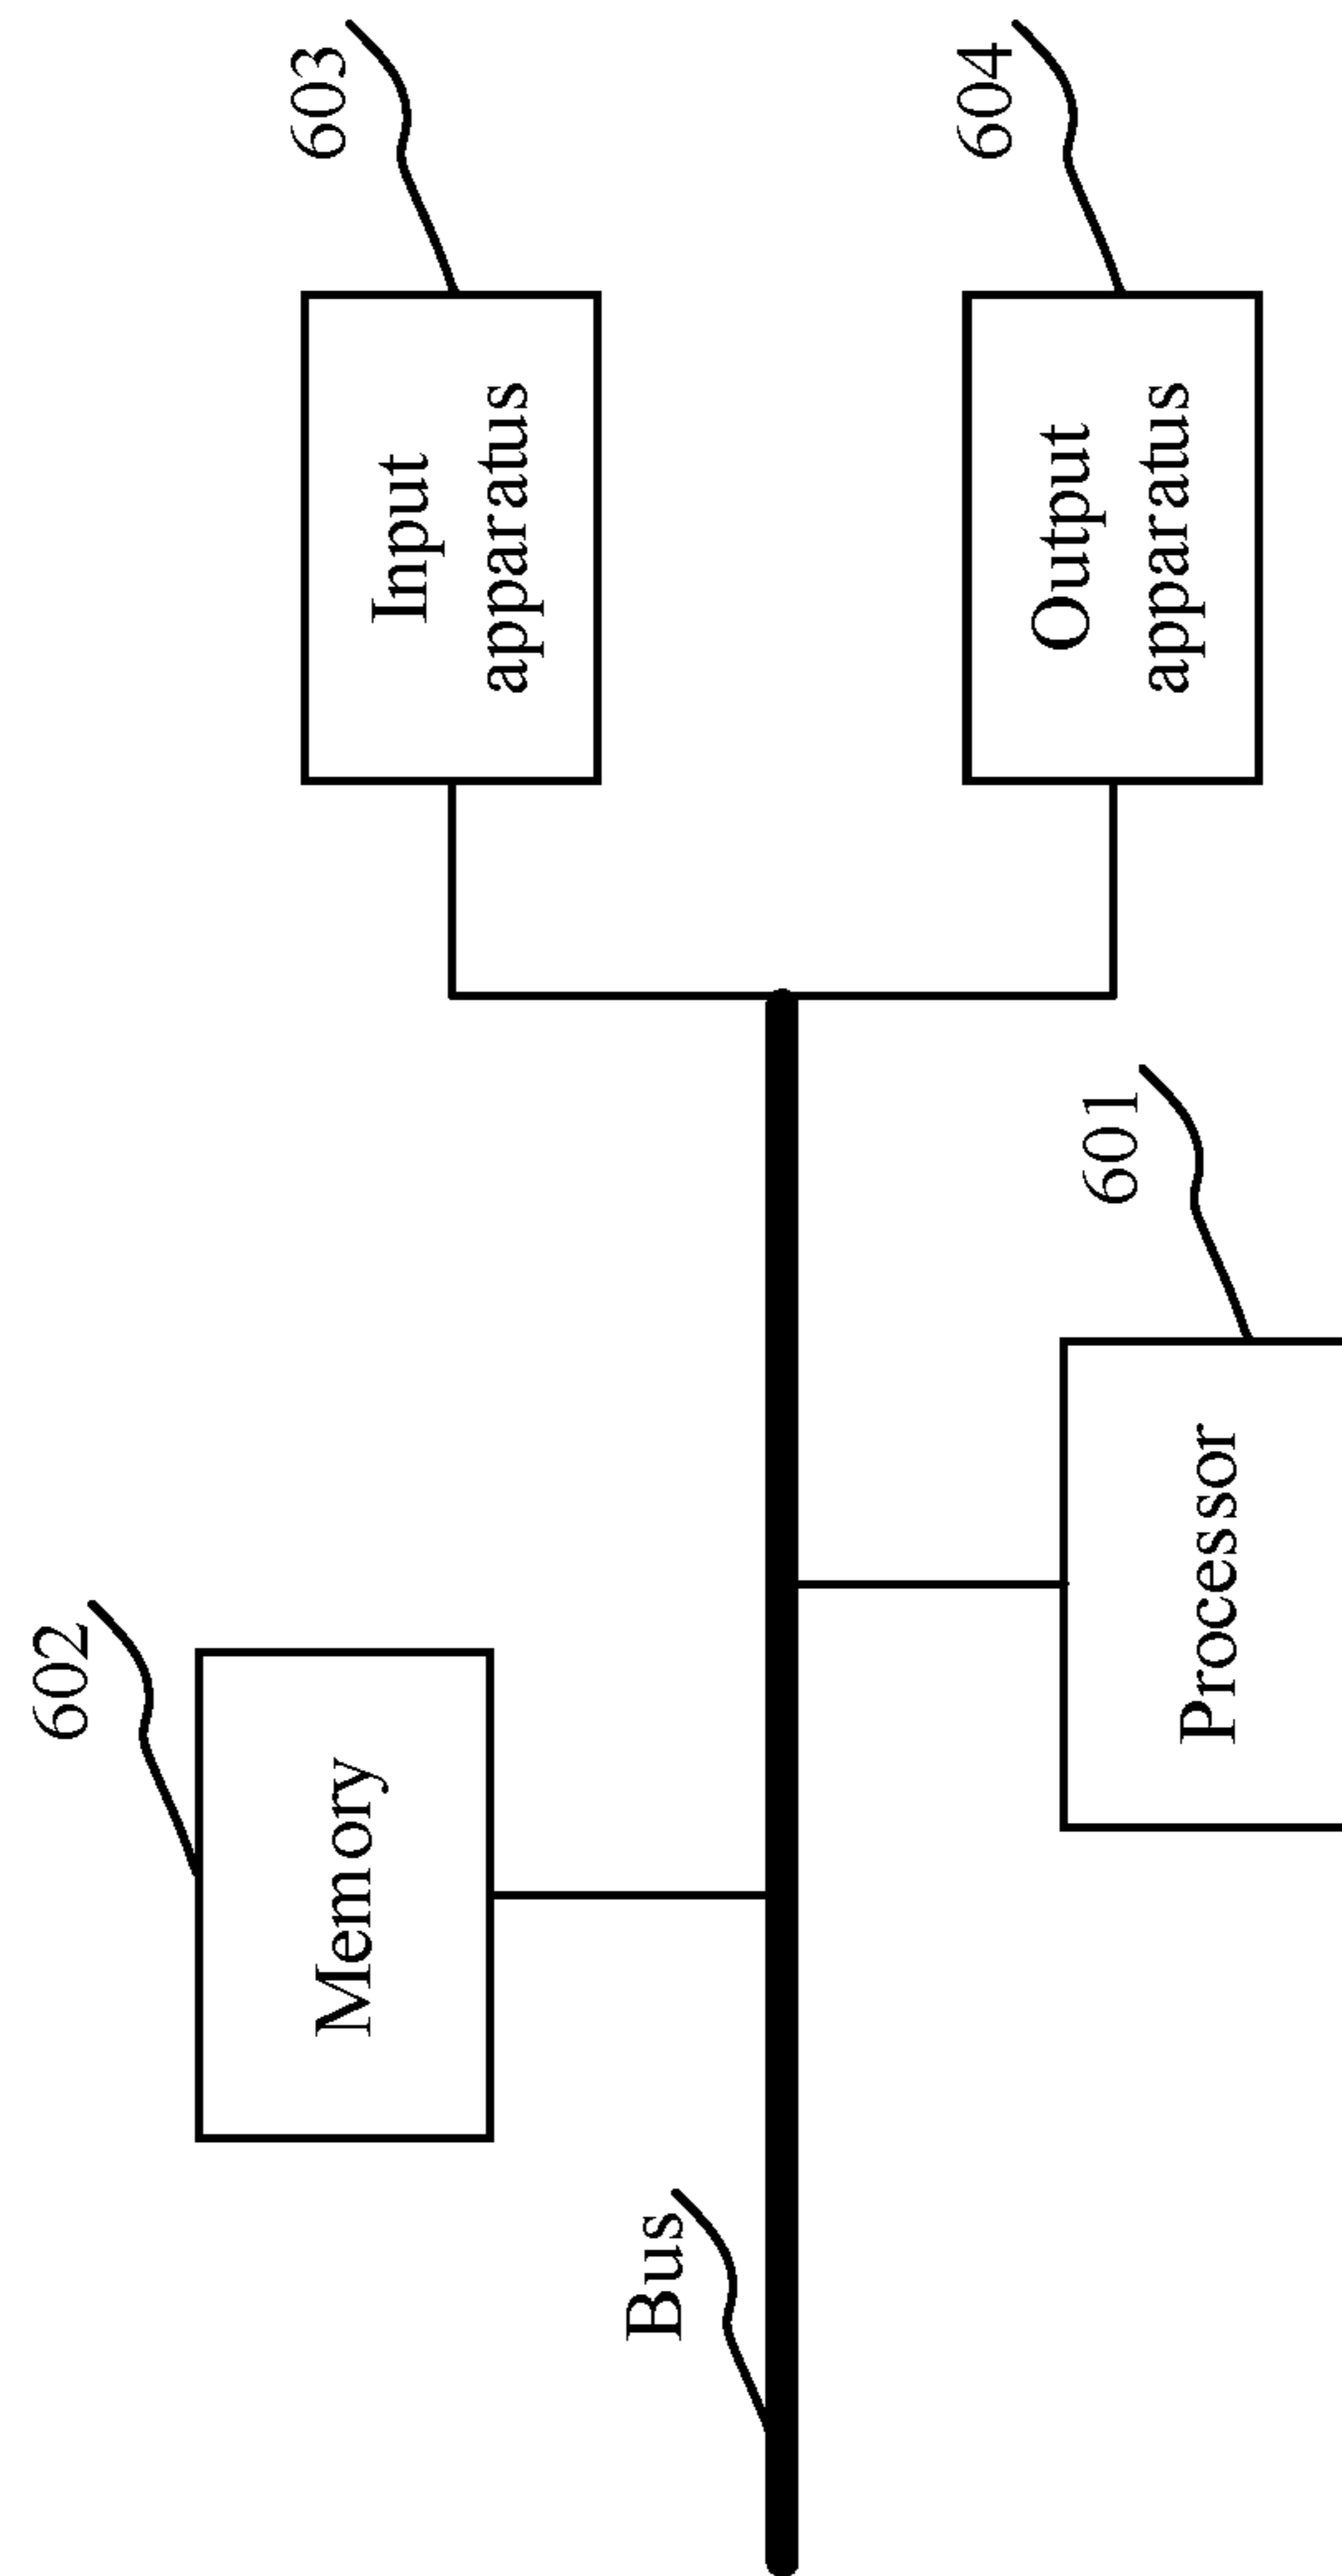 602
Memory
Bus
603
Input
apparatus
601
Processor
604
Output
apparatus